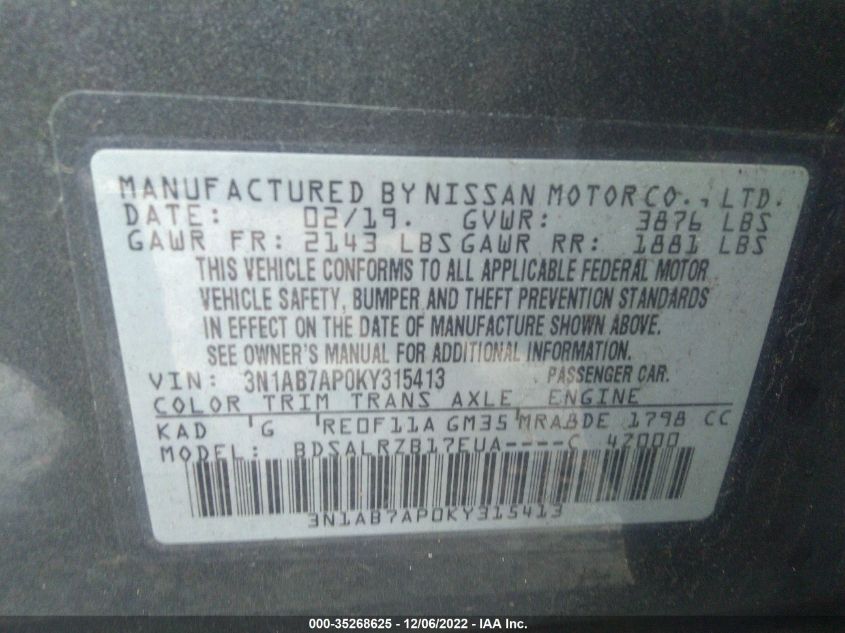 MANUFACTURED BY NISSAN MOTOR CO., LTD.
DATE: 02/19. GVWR: 3876 LBS
GAWR FR: 2143 LBS GAWR RR: 1881 LBS
THIS VEHICLE CONFORMS TO ALL APPLICABLE FEDERAL MOTOR
VEHICLE SAFETY, BUMPER AND THEFT PREVENTION STANDARDS
IN EFFECT ON THE DATE OF MANUFACTURE SHOWN ABOVE.
SEE OWNER'S MANUAL FOR ADDITIONAL INFORMATION.
VIN: 3N1AB7AP0KY315413 PASSENGER CAR.
COLOR TRIM TRANS AXLE ENGINE
KAD G RE0F11A GM35 MRA8DE 1798 CC
MODEL: BDSALRZB17EUA----C 42000
3N1AB7AP0KY315413
000-35268625 - 12/06/2022 - IAA Inc.